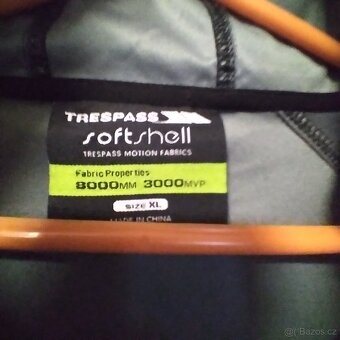 TRESPASS
softshell
TRESPASS MOTION FABRICS
Fabric Properties
8000MM 3000MVP
size XL
MADE IN CHINA
© Bazos.cz